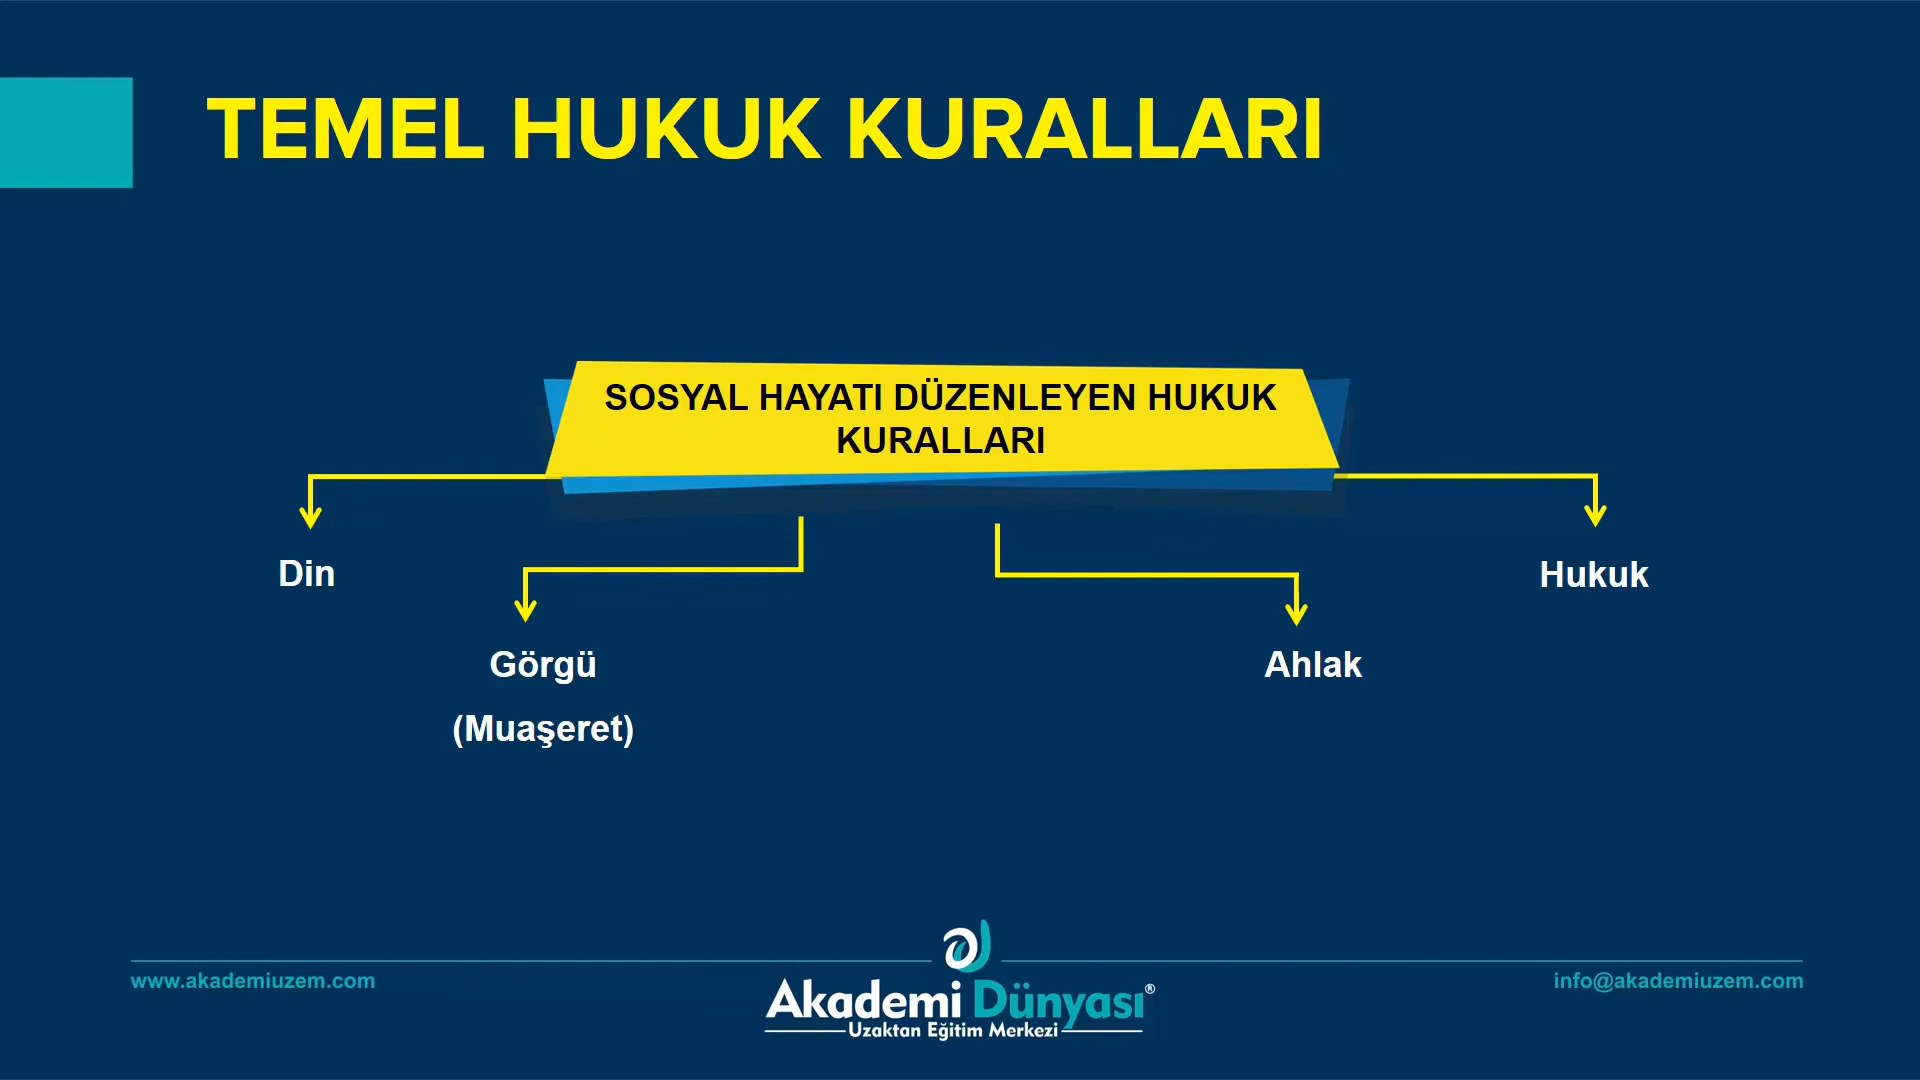 TEMEL HUKUK KURALLARI
SOSYAL HAYATI DÜZENLEYEN HUKUK
KURALLARI
Din
Hukuk
Görgü
(Muaşeret)
Ahlak
www.akademiuzem.com
Akademi Dünyası®
Uzaktan Eğitim Merkezi
info@akademiuzem.com